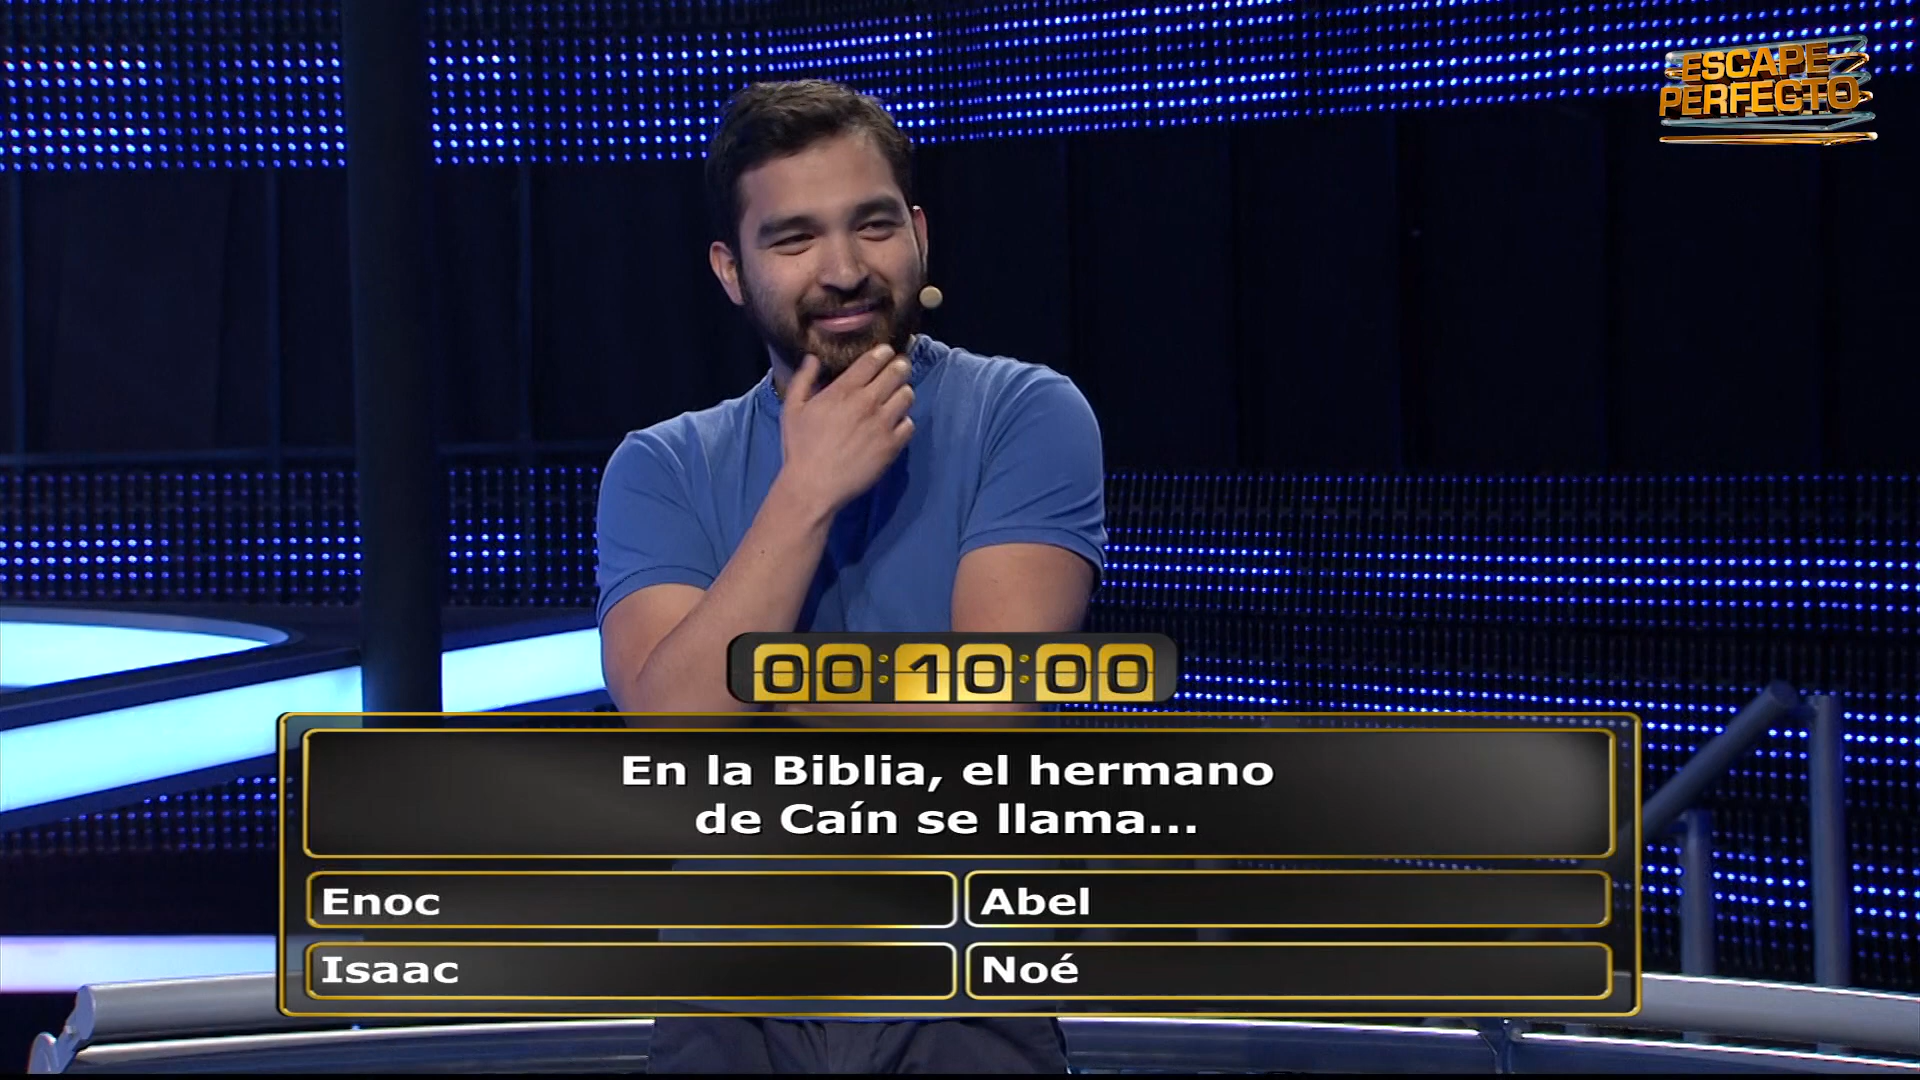 ESCAPE
PERFECTO
00:10:00
En la Biblia, el hermano
de Caín se llama...
Enoc
Abel
Isaac
Noé